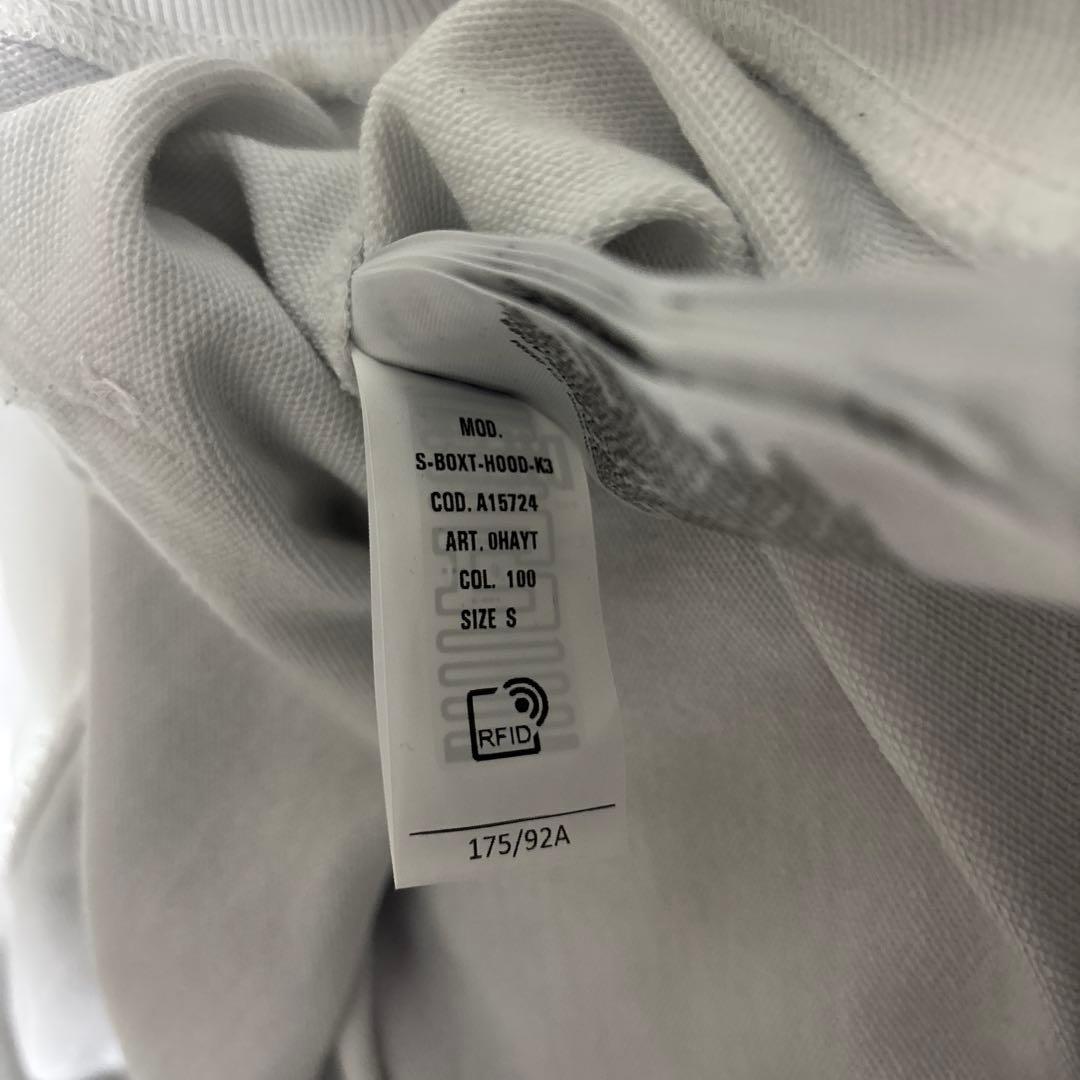 MOD.
S-BOXT-HOOD-K3
COD. A15724
ART. 0HAYT
COL. 100
SIZE S
RFID
175/92A